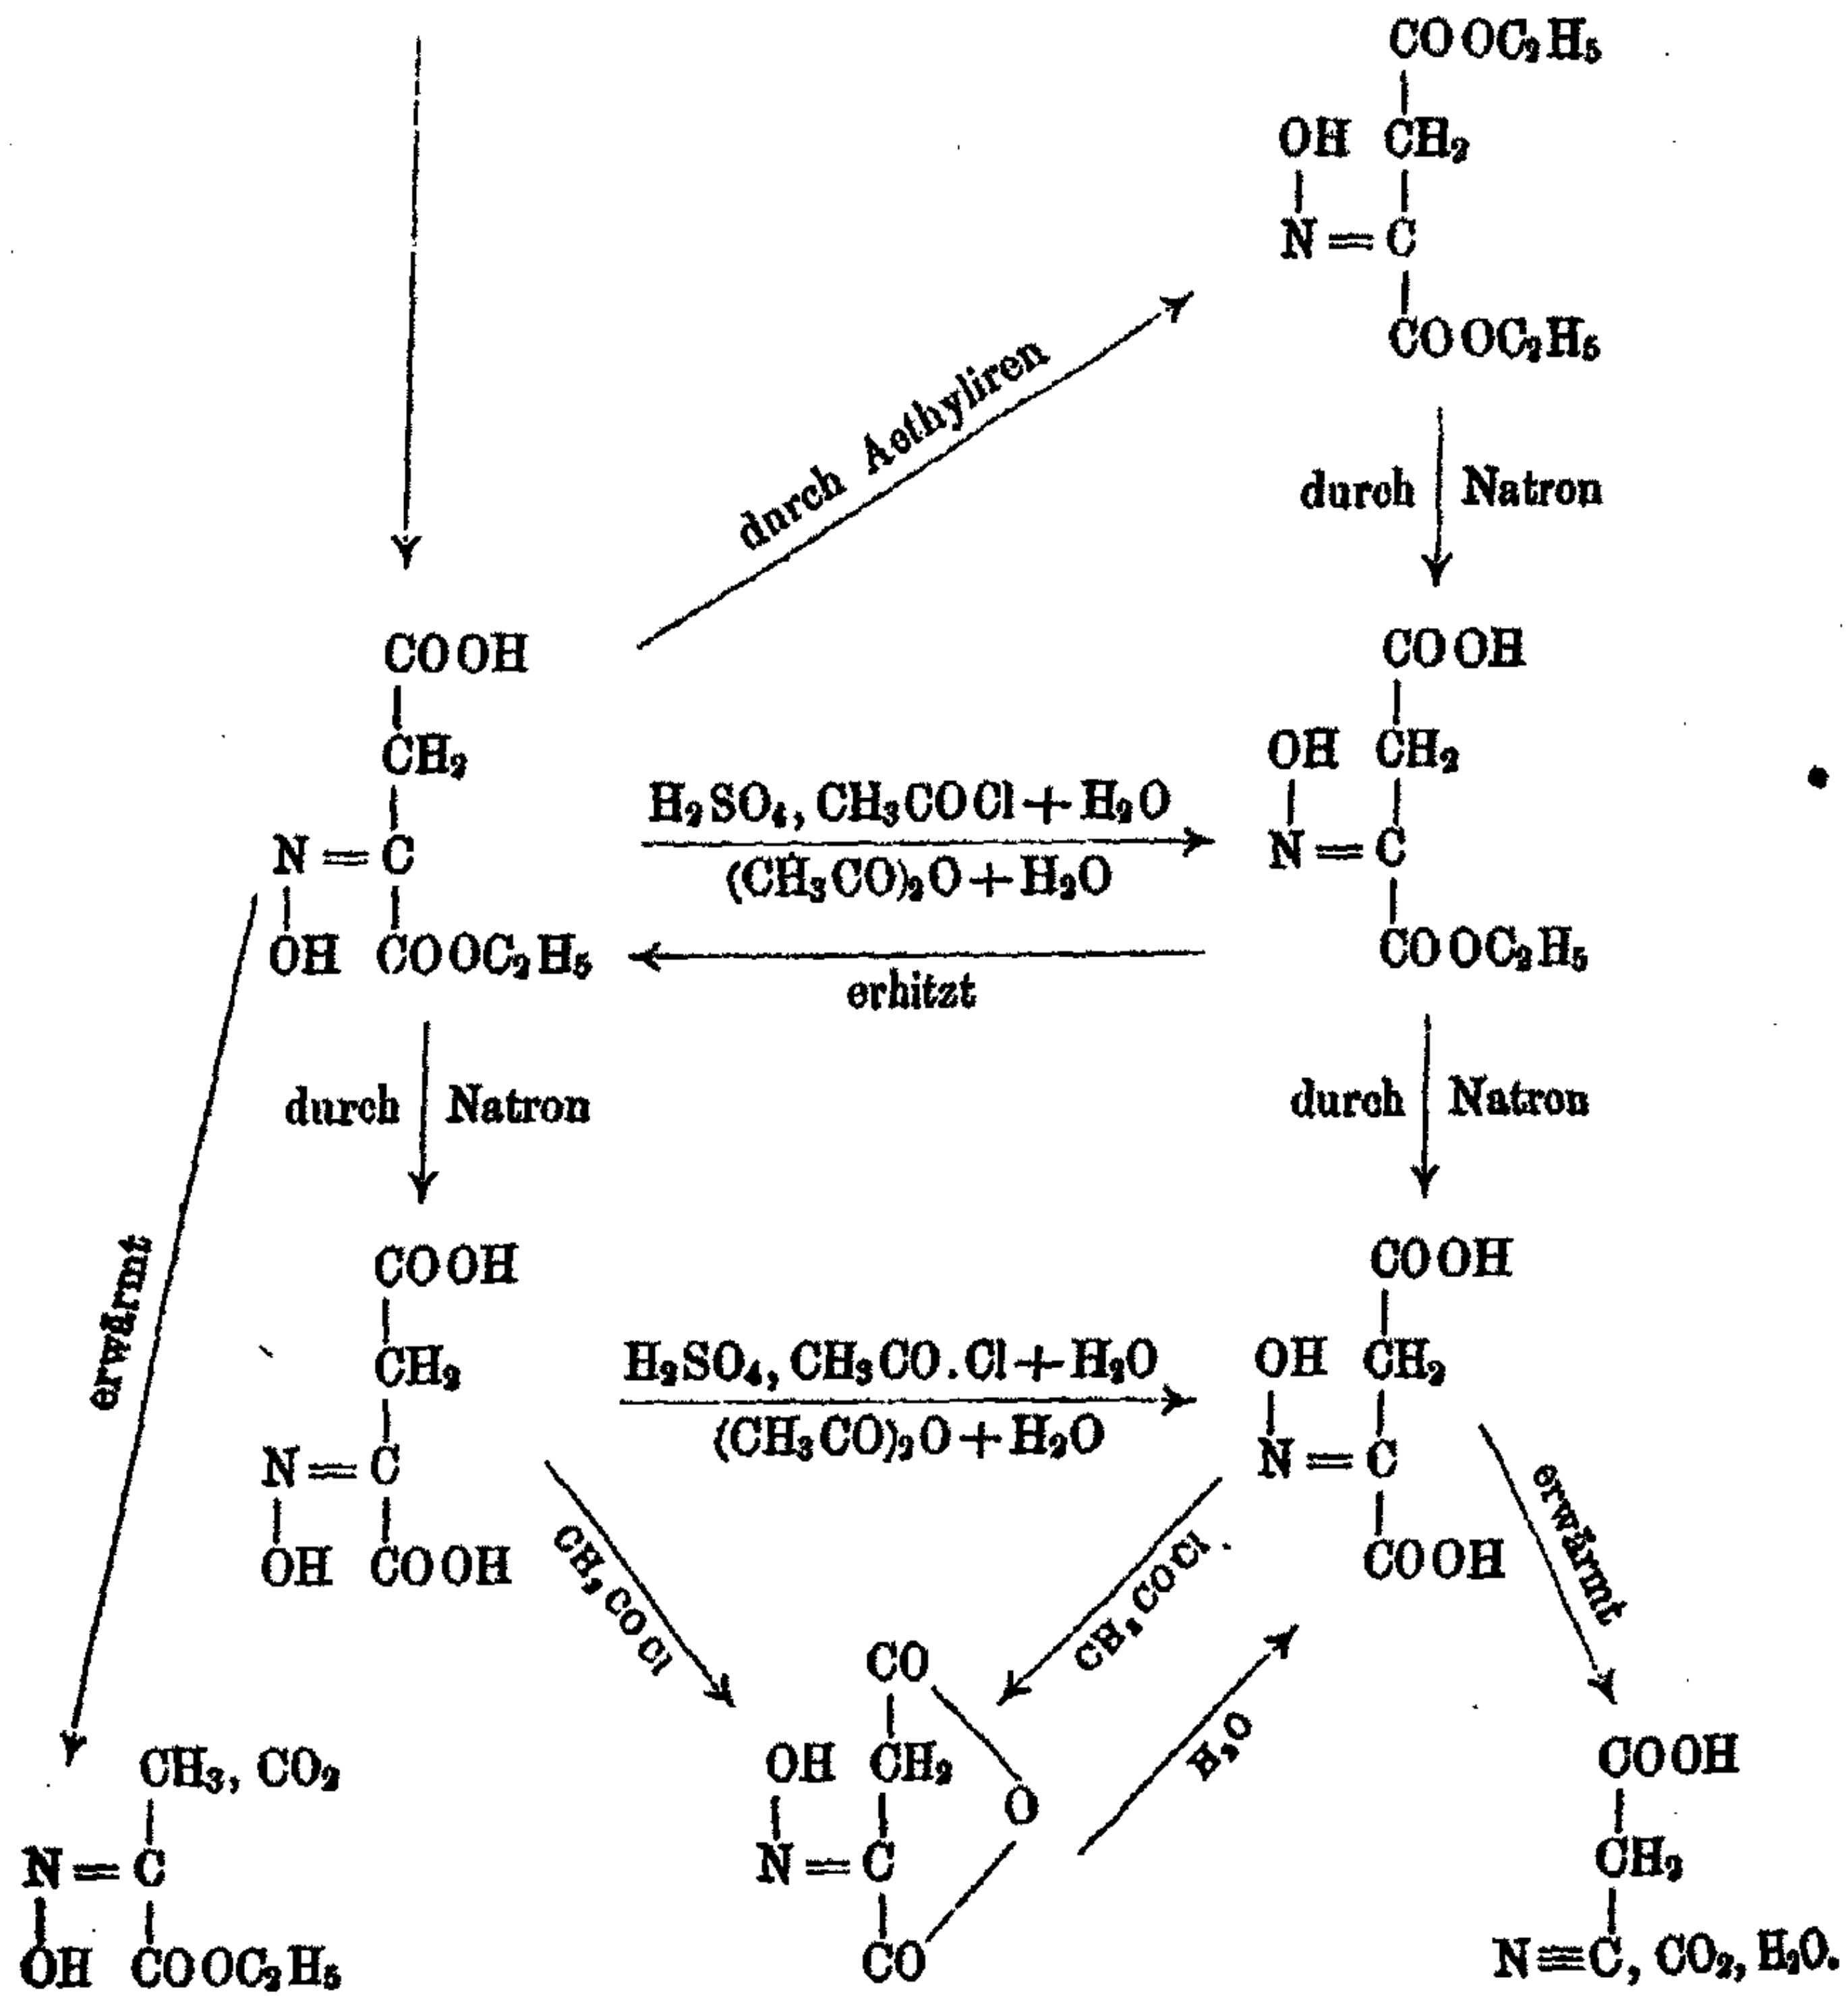 COOC₂H₅
OH CH₂
N=C
COOC₂H₅
durch Aethyliren
durch Natron
COOH
CH₂
N=C
OH COOC₂H₅
H₂SO₄, CH₃COCl+H₂O
(CH₃CO)₂O+H₂O
erhitzt
COOH
OH CH₂
N=C
COOC₂H₅
durch Natron
durch Natron
erwärmt
COOH
CH₂
N=C
OH COOH
H₂SO₄, CH₃CO.Cl+H₂O
(CH₃CO)₂O+H₂O
COOH
OH CH₂
N=C
COOH
CH₃COCl
CH₃COCl.
H₂O
erwärmt
CH₃, CO₂
N=C
OH COOC₂H₅
CO
OH CH₂
O
N=C
CO
COOH
CH₂
N≡C, CO₂, H₂O.